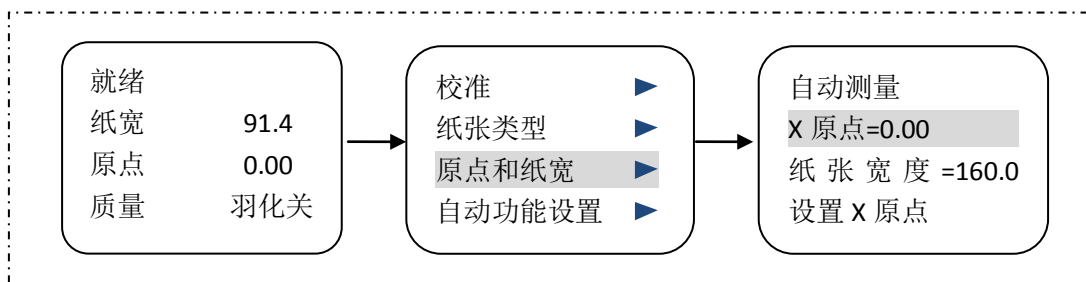 就绪
纸宽 91.4
原点 0.00
质量 羽化关
校准
纸张类型
原点和纸宽
自动功能设置
自动测量
X 原点=0.00
纸 张 宽 度 =160.0
设置 X 原点